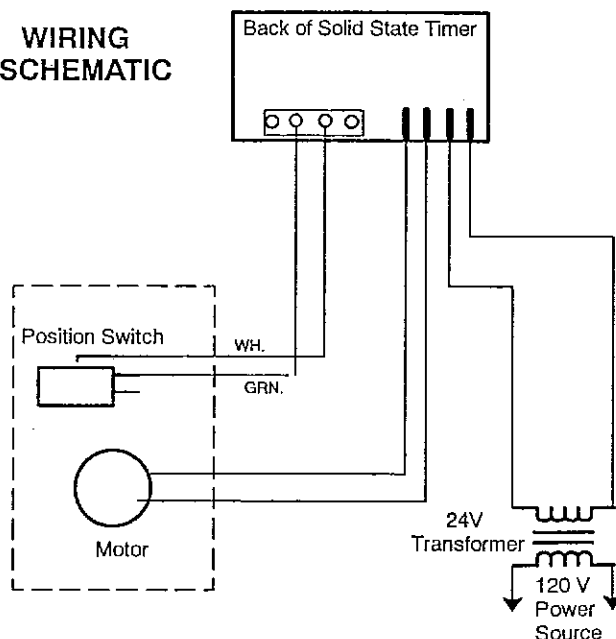 WIRING
SCHEMATIC
Back of Solid State Timer
Position Switch
WH.
GRN.
Motor
24V
Transformer
120 V
Power
Source